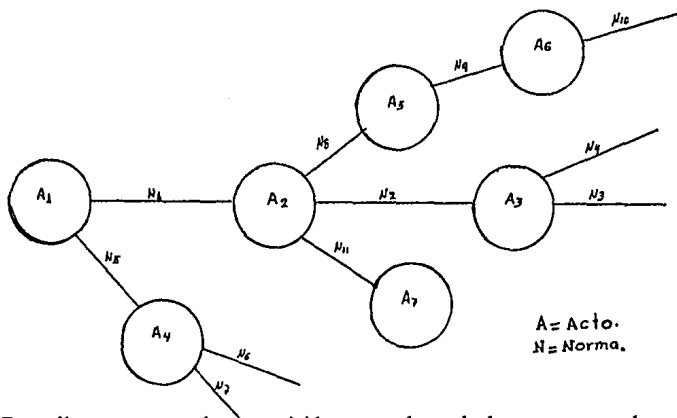 A1
N1
A2
N8
A5
N9
A6
N10
N2
A3
N4
N3
N11
A7
N5
A4
N6
N7
A= Acto.
N= Norma.